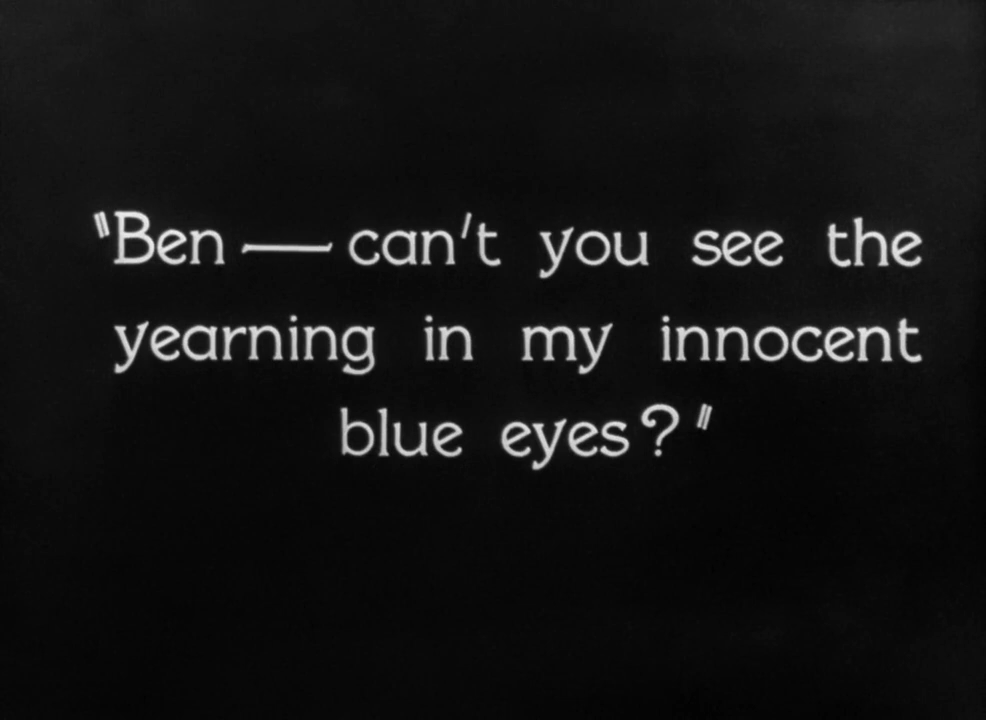 "Ben — can't you see the
yearning in my innocent
blue eyes?"